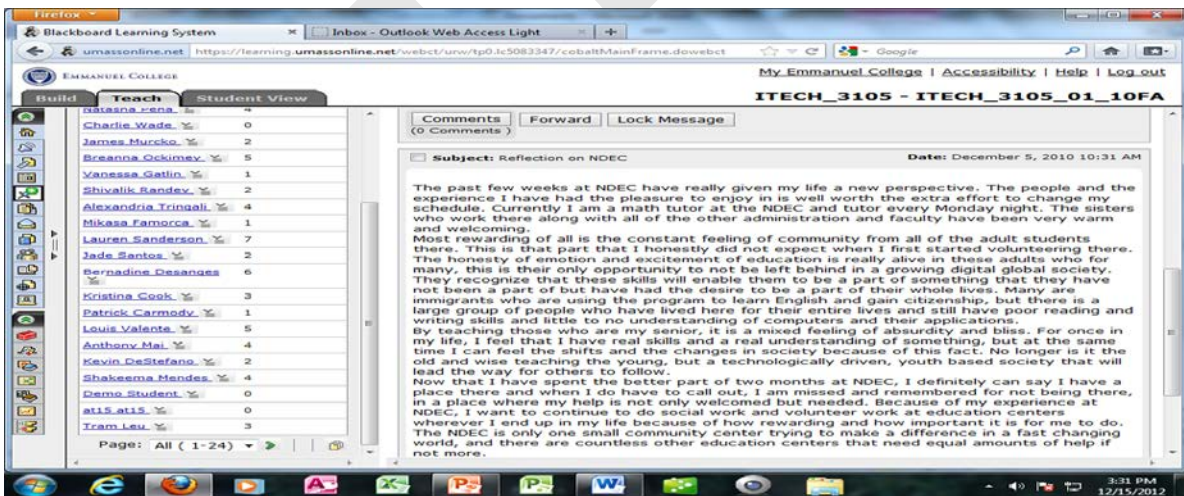 Firefox
Blackboard Learning System
Inbox - Outlook Web Access Light
umassonline.net https://learning.umassonline.net/webct/urw/tp0.lc5083347/cobaltMainFrame.dowebct
Google
EMMANUEL COLLEGE
My Emmanuel College | Accessibility | Help | Log out
Build Teach Student View
ITECH_3105 - ITECH_3105_01_10FA
Natasha Pena 4
Charlie Wade 0
James Murcko 2
Breanna Ockimey 5
Vanessa Gatlin 1
Shivalik Randev 2
Alexandria Tringali 4
Mikasa Famorca 1
Lauren Sanderson 7
Jade Santos 2
Bernadine Desanges 6
Kristina Cook 3
Patrick Carmody 1
Louis Valente 5
Anthony Mai 4
Kevin DeStefano 2
Shakeema Mendes 4
Demo Student 0
at15 at15 0
Tram Leu 3
Page: All ( 1-24)
Comments Forward Lock Message
(0 Comments )
Subject: Reflection on NDEC Date: December 5, 2010 10:31 AM
The past few weeks at NDEC have really given my life a new perspective. The people and the
experience I have had the pleasure to enjoy in is well worth the extra effort to change my
schedule. Currently I am a math tutor at the NDEC and tutor every Monday night. The sisters
who work there along with all of the other administration and faculty have been very warm
and welcoming.
Most rewarding of all is the constant feeling of community from all of the adult students
there. This is that part that I honestly did not expect when I first started volunteering there.
The honesty of emotion and excitement of education is really alive in these adults who for
many, this is their only opportunity to not be left behind in a growing digital global society.
They recognize that these skills will enable them to be a part of something that they have
not been a part of but have had the desire to be a part of their whole lives. Many are
immigrants who are using the program to learn English and gain citizenship, but there is a
large group of people who have lived here for their entire lives and still have poor reading and
writing skills and little to no understanding of computers and their applications.
By teaching those who are my senior, it is a mixed feeling of absurdity and bliss. For once in
my life, I feel that I have real skills and a real understanding of something, but at the same
time I can feel the shifts and the changes in society because of this fact. No longer is it the
old and wise teaching the young, but a technologically driven, youth based society that will
lead the way for others to follow.
Now that I have spent the better part of two months at NDEC, I definitely can say I have a
place there and when I do have to call out, I am missed and remembered for not being there,
in a place where my help is not only welcomed but needed. Because of my experience at
NDEC, I want to continue to do social work and volunteer work at education centers
wherever I end up in my life because of how rewarding and how important it is for me to do.
The NDEC is only one small community center trying to make a difference in a fast changing
world, and there are countless other education centers that need equal amounts of help if
not more.
3:31 PM
12/15/2012